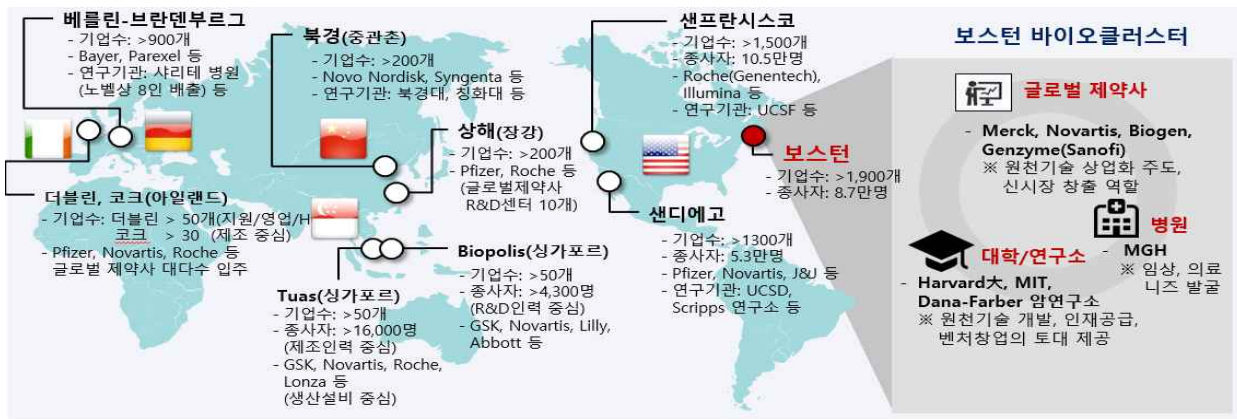 베를린-브란덴부르그
- 기업수: >900개
- Bayer, Parexel 등
- 연구기관: 샤리테 병원
(노벨상 8인 배출) 등
북경(중관촌)
- 기업수: >200개
- Novo Nordisk, Syngenta 등
- 연구기관: 북경대, 칭화대 등
상해(장강)
- 기업수: >200개
- Pfizer, Roche 등
(글로벌제약사
R&D센터 10개)
더블린, 코크(아일랜드)
- 기업수: 더블린 > 50개(지원/영업/H
코크 > 30 (제조 중심)
- Pfizer, Novartis, Roche 등
글로벌 제약사 대다수 입주
Tuas(싱가포르)
- 기업수: >50개
- 종사자: >16,000명
(제조인력 중심)
- GSK, Novartis, Roche,
Lonza 등
(생산설비 중심)
Biopolis(싱가포르)
- 기업수: >50개
- 종사자: >4,300명
(R&D인력 중심)
- GSK, Novartis, Lilly,
Abbott 등
샌프란시스코
- 기업수: >1,500개
- 종사자: 10.5만명
- Roche(Genentech),
Illumina 등
- 연구기관: UCSF 등
보스턴
- 기업수: >1,900개
- 종사자: 8.7만명
샌디에고
- 기업수: >1300개
- 종사자: 5.3만명
- Pfizer, Novartis, J&J 등
- 연구기관: UCSD,
Scripps 연구소 등
보스턴 바이오클러스터
글로벌 제약사
- Merck, Novartis, Biogen,
Genzyme(Sanofi)
※ 원천기술 상업화 주도,
신시장 창출 역할
병원
- MGH
※ 임상, 의료
니즈 발굴
대학/연구소
- Harvard大, MIT,
Dana-Farber 암연구소
※ 원천기술 개발, 인재공급,
벤처창업의 토대 제공